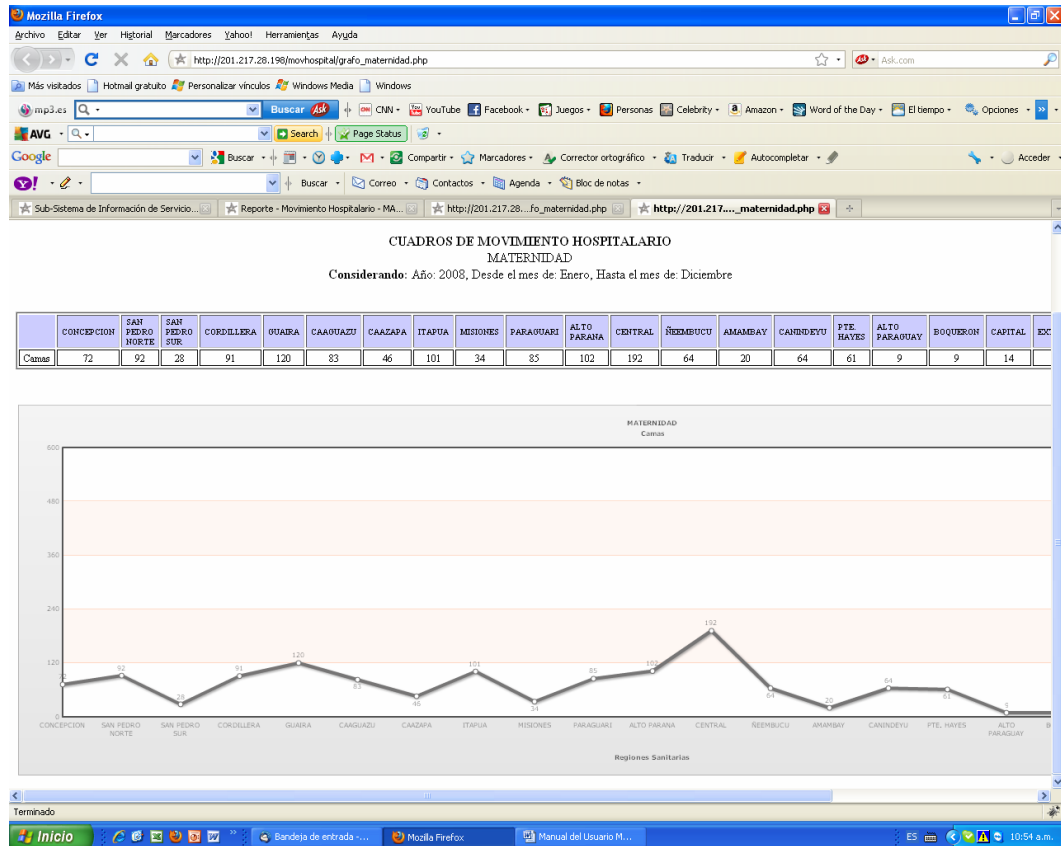 Mozilla Firefox
Archivo Editar Ver Historial Marcadores Yahoo! Herramientas Ayuda
http://201.217.28.198/movhospital/grafo_maternidad.php Ask.com
Más visitados Hotmail gratuito Personalizar vínculos Windows Media Windows
mp3.es Buscar Ask CNN YouTube Facebook Juegos Personas Celebrity Amazon Word of the Day El tiempo Opciones
AVG Search Page Status
Google Buscar Compartir Marcadores Corrector ortográfico Traducir Autocompletar Acceder
Y! Buscar Correo Contactos Agenda Bloc de notas
Sub-Sistema de Información de Servicio... Reporte - Movimiento Hospitalario - MA... http://201.217.28....fo_maternidad.php http://201.217...._maternidad.php
CUADROS DE MOVIMIENTO HOSPITALARIO
MATERNIDAD
Considerando: Año: 2008, Desde el mes de: Enero, Hasta el mes de: Diciembre
CONCEPCION SAN PEDRO NORTE SAN PEDRO SUR CORDILLERA GUAIRA CAAGUAZU CAAZAPA ITAPUA MISIONES PARAGUARI ALTO PARANA CENTRAL ÑEEMBUCU AMAMBAY CANINDEYU PTE. HAYES ALTO PARAGUAY BOQUERON CAPITAL EXT
Camas 72 92 28 91 120 83 46 101 34 85 102 192 64 20 64 61 9 9 14
MATERNIDAD
Camas
600
480
360
240
120
0
72 92 28 91 120 83 46 101 34 85 102 192 64 20 64 61 9
CONCEPCION SAN PEDRO NORTE SAN PEDRO SUR CORDILLERA GUAIRA CAAGUAZU CAAZAPA ITAPUA MISIONES PARAGUARI ALTO PARANA CENTRAL ÑEEMBUCU AMAMBAY CANINDEYU PTE. HAYES ALTO PARAGUAY B
Regiones Sanitarias
Terminado
Inicio Bandeja de entrada -... Mozilla Firefox Manual del Usuario M... ES 10:54 a.m.